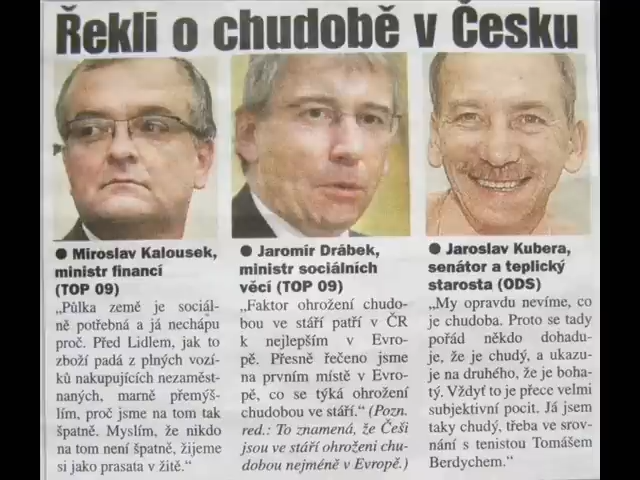 Řekli o chudobě v Česku
● Miroslav Kalousek,
ministr financí
(TOP 09)
„Půlka země je sociál-
ně potřebná a já nechápu
proč. Před Lidlem, jak to
zboží padá z plných vozí-
ků nakupujících nezaměst-
naných, marně přemýš-
lím, proč jsme na tom tak
špatně. Myslím, že nikdo
na tom není špatně, žijeme
si jako prasata v žitě.“
● Jaromír Drábek,
ministr sociálních
věcí (TOP 09)
„Faktor ohrožení chudo-
bou ve stáří patří v ČR
k nejlepším v Evro-
pě. Přesně řečeno jsme
na prvním místě v Evro-
pě, co se týká ohrožení
chudobou ve stáří.“ (Pozn.
red.: To znamená, že Češi
jsou ve stáří ohroženi chu-
dobou nejméně v Evropě.)
● Jaroslav Kubera,
senátor a teplický
starosta (ODS)
„My opravdu nevíme, co
je chudoba. Proto se tady
pořád někdo dohadu-
je, že je chudý, a ukazu-
je na druhého, že je boha-
tý. Vždyť to je přece velmi
subjektivní pocit. Já jsem
taky chudý, třeba ve srov-
nání s tenistou Tomášem
Berdychem.“